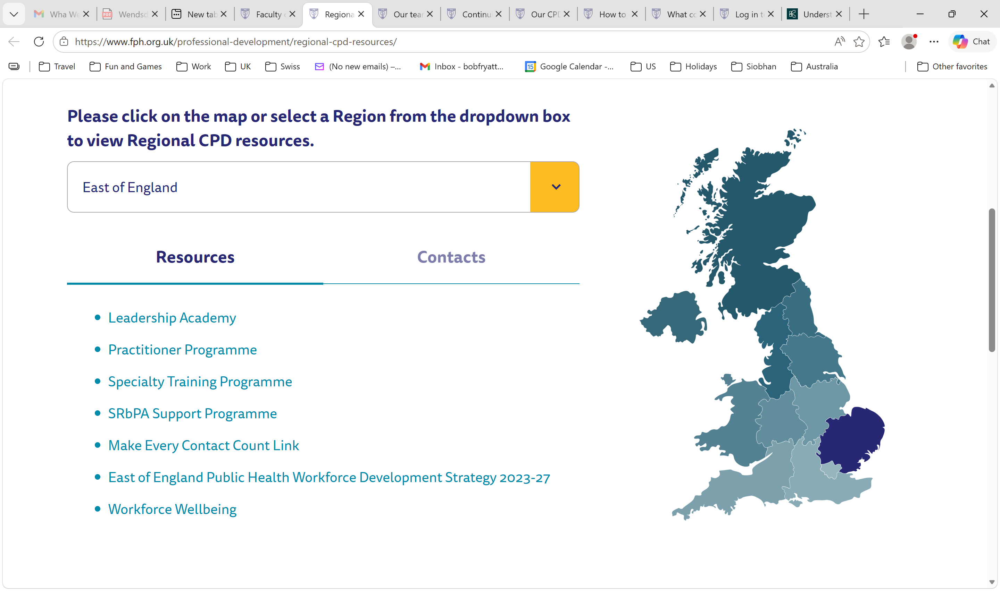 Wha We
PDF
Wendsd
New tab
Faculty
Regiona
Our tear
Continu
Our CPD
How to
What cc
Log in t
Underst
https://www.fph.org.uk/professional-development/regional-cpd-resources/
Chat
Travel
Fun and Games
Work
UK
Swiss
(No new emails) –...
Inbox - bobfryatt...
15
Google Calendar -...
US
Holidays
Siobhan
Australia
Other favorites
Please click on the map or select a Region from the dropdown box
to view Regional CPD resources.
East of England
Resources
Contacts
Leadership Academy
Practitioner Programme
Specialty Training Programme
SRbPA Support Programme
Make Every Contact Count Link
East of England Public Health Workforce Development Strategy 2023-27
Workforce Wellbeing